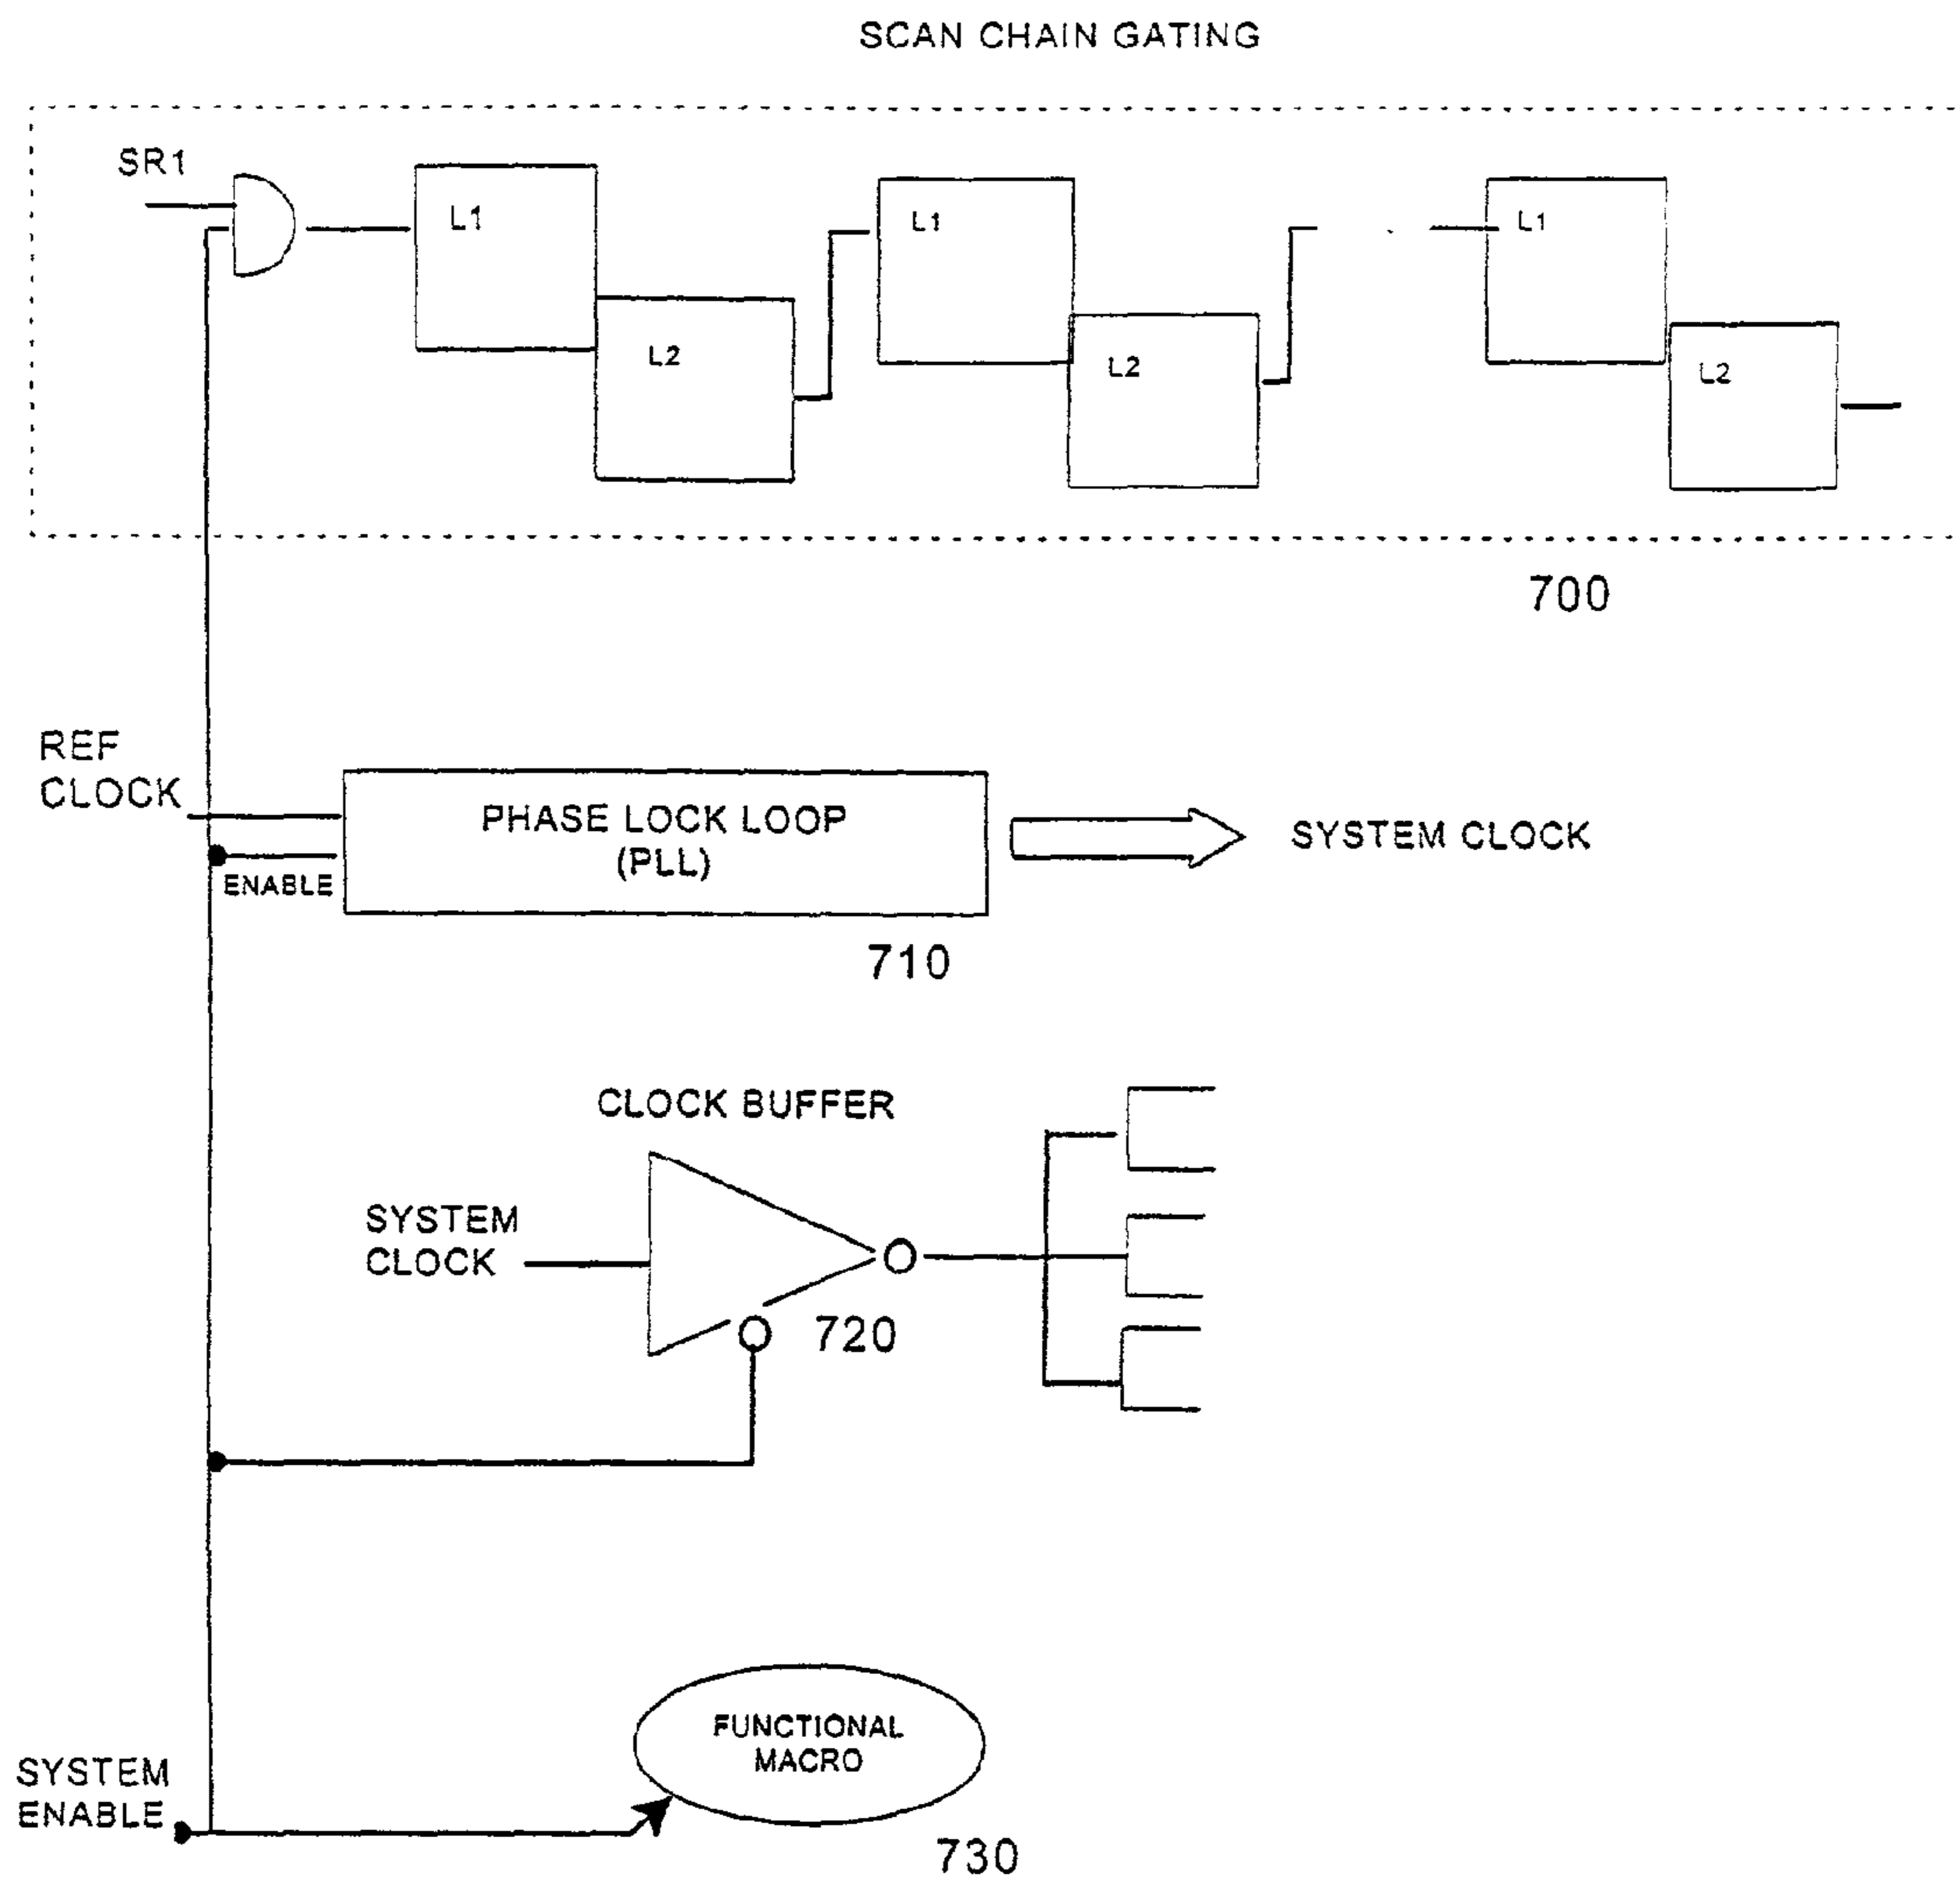 SCAN CHAIN GATING
SR1
L1
L2
L1
L2
L1
L2
700
REF
CLOCK
ENABLE
PHASE LOCK LOOP
(PLL)
SYSTEM CLOCK
710
CLOCK BUFFER
SYSTEM
CLOCK
720
FUNCTIONAL
MACRO
SYSTEM
ENABLE
730